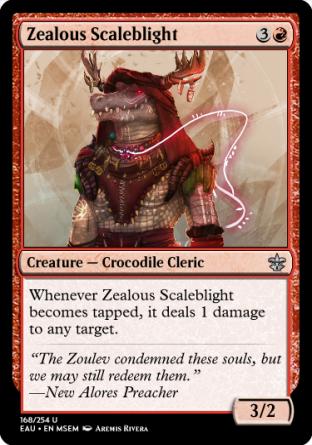 Zealous Scaleblight 3
Creature — Crocodile Cleric
Whenever Zealous Scaleblight
becomes tapped, it deals 1 damage
to any target.
“The Zoulev condemned these souls, but
we may still redeem them.”
—New Alores Preacher
3/2
168/254 U
EAU • EN MSEM Aremis Rivera